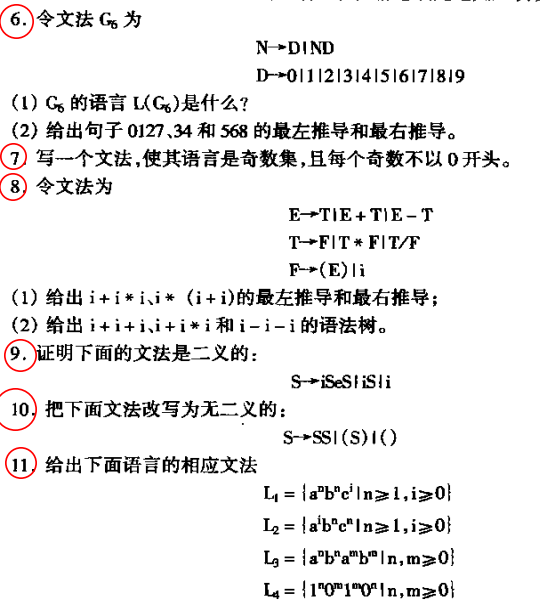 6. 令文法 G₆ 为
N→D|ND
D→0|1|2|3|4|5|6|7|8|9
(1) G₆ 的语言 L(G₆)是什么?
(2) 给出句子 0127、34 和 568 的最左推导和最右推导。
7. 写一个文法,使其语言是奇数集,且每个奇数不以 0 开头。
8. 令文法为
E→T|E + T|E - T
T→F|T * F|T/F
F→(E)|i
(1) 给出 i + i * i、i * (i + i)的最左推导和最右推导;
(2) 给出 i + i + i、i + i * i 和 i - i - i 的语法树。
9. 证明下面的文法是二义的:
S→iSeS|iS|i
10. 把下面文法改写为无二义的:
S→SS|(S)|()
11. 给出下面语言的相应文法
L₁ = {aⁿbⁿcⁱ|n≥1,i≥0}
L₂ = {aⁱbⁿcⁿ|n≥1,i≥0}
L₃ = {aⁿbⁿaᵐbᵐ|n,m≥0}
L₄ = {1ⁿ0ᵐ1ᵐ0ⁿ|n,m≥0}